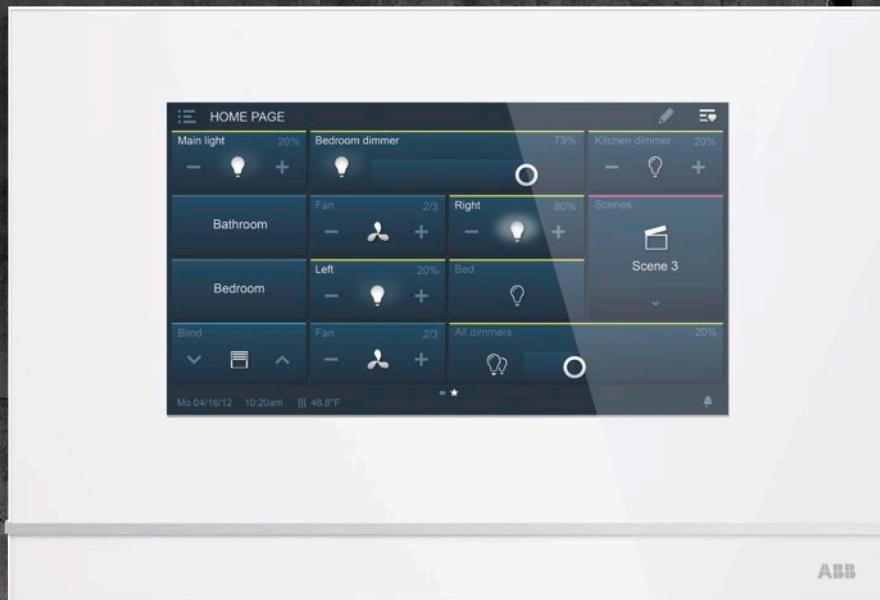 HOME PAGE
Main light 20%
Bedroom dimmer 73%
Kitchen dimmer 20%
Bathroom
Fan 2/3
Right 80%
Scenes
Scene 3
Bedroom
Left 20%
Bed
Blind
Fan 2/3
All dimmers 20%
Mo 04/16/12 10:20am 48.8°F
ABB